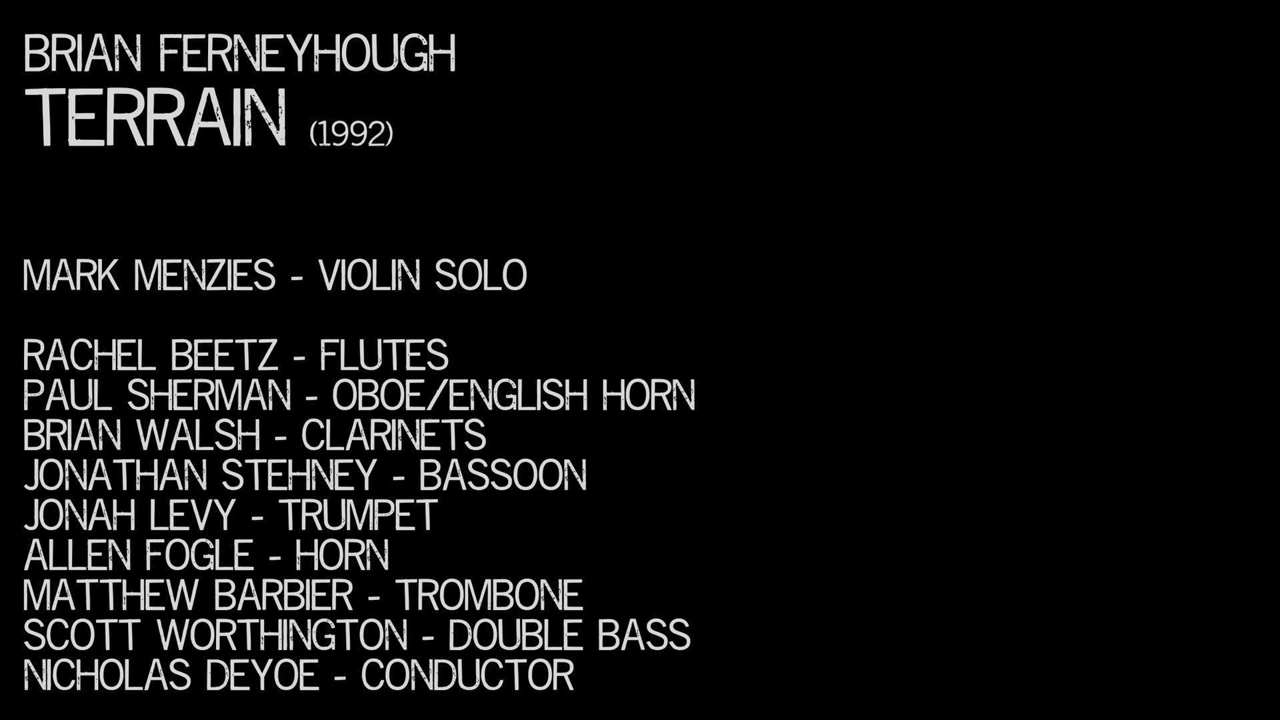 BRIAN FERNEYHOUGH
TERRAIN (1992)
MARK MENZIES - VIOLIN SOLO
RACHEL BEETZ - FLUTES
PAUL SHERMAN - OBOE/ENGLISH HORN
BRIAN WALSH - CLARINETS
JONATHAN STEHNEY - BASSOON
JONAH LEVY - TRUMPET
ALLEN FOGLE - HORN
MATTHEW BARBIER - TROMBONE
SCOTT WORTHINGTON - DOUBLE BASS
NICHOLAS DEYOE - CONDUCTOR